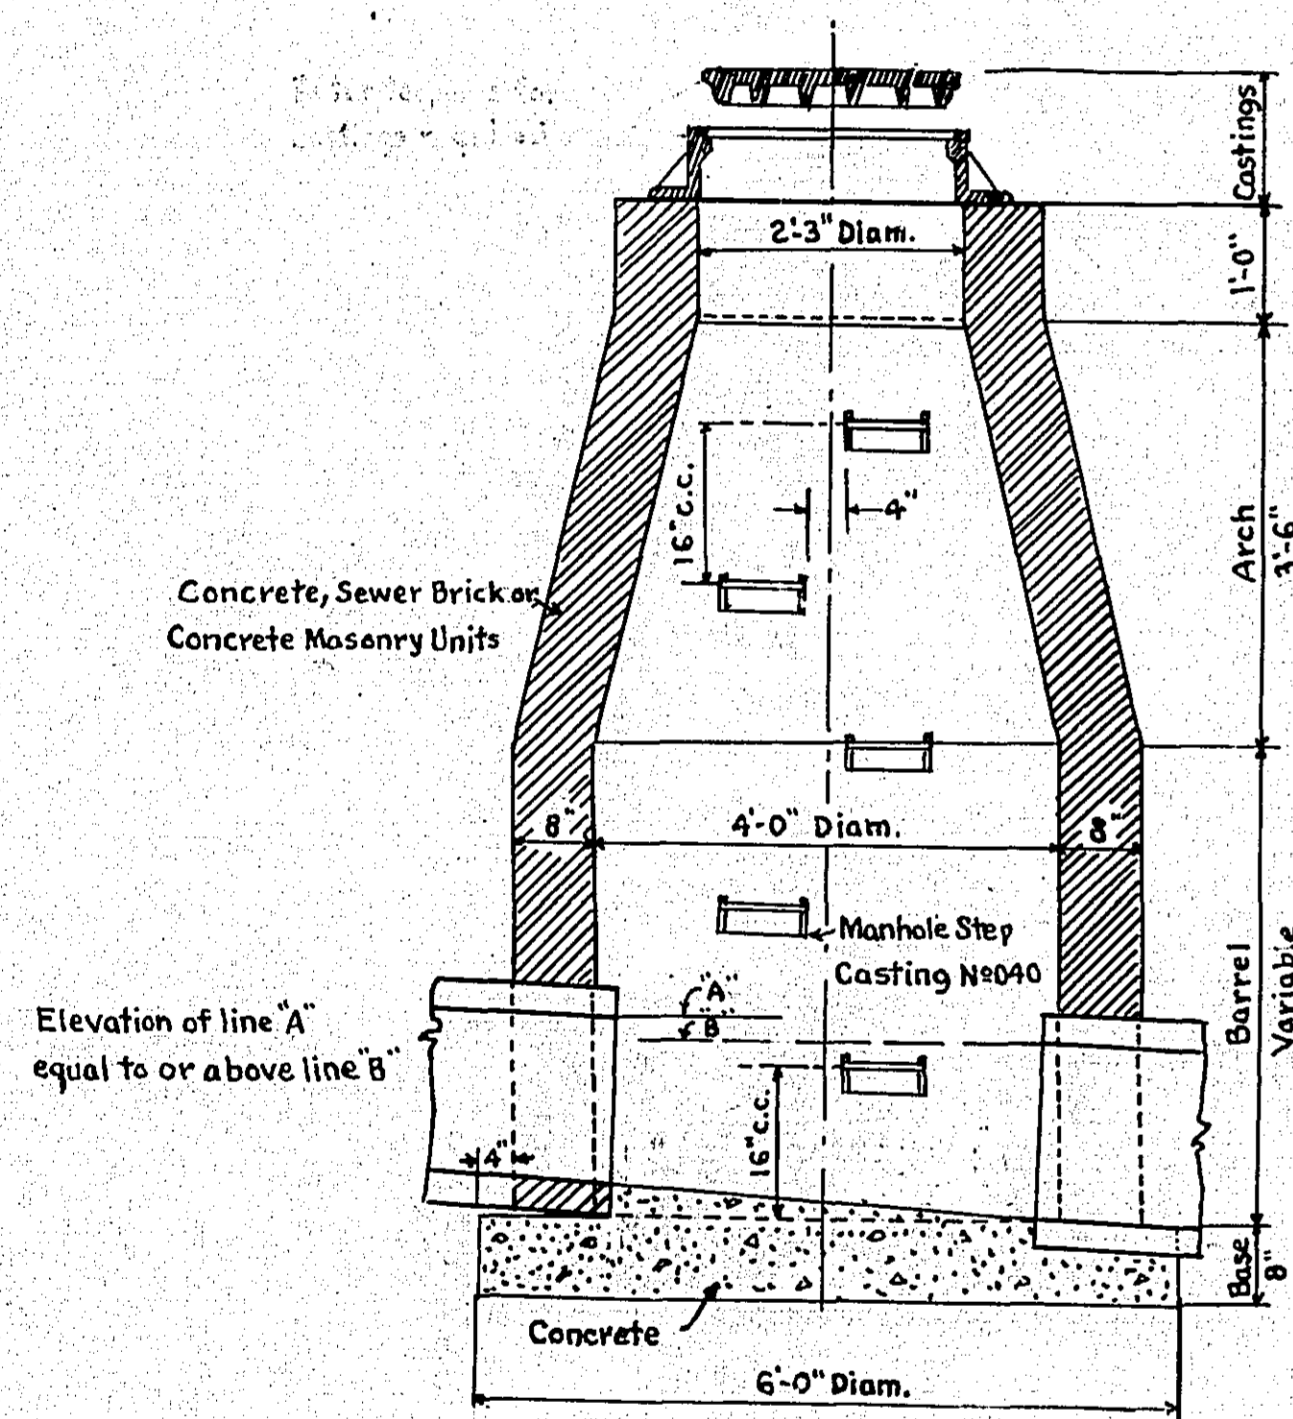 Castings
2'-3" Diam.
1'-0"
16" c.c.
4"
Arch
3'-6"
Concrete, Sewer Brick or
Concrete Masonry Units
8"
4'-0" Diam.
8"
Manhole Step
Casting Nº040
"A"
"B"
Elevation of line "A"
equal to or above line "B"
Barrel
Variable
16" c.c.
4"
Base
8"
Concrete
6'-0" Diam.